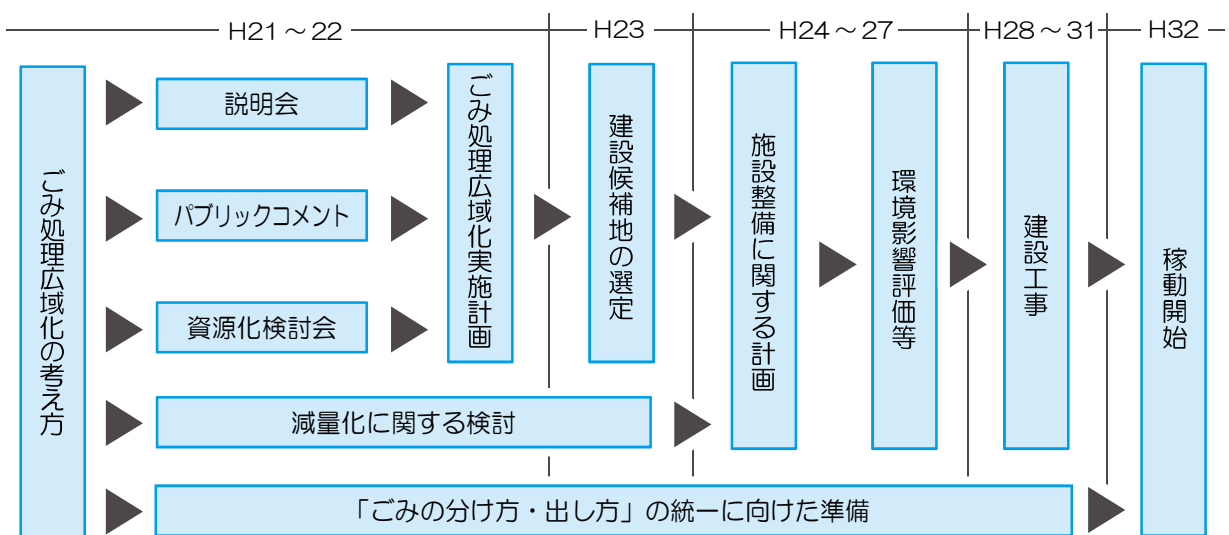 H21～22
H23
H24～27
H28～31
H32
ごみ処理広域化の考え方
説明会
パブリックコメント
資源化検討会
ごみ処理広域化実施計画
建設候補地の選定
施設整備に関する計画
環境影響評価等
建設工事
稼動開始
減量化に関する検討
「ごみの分け方・出し方」の統一に向けた準備